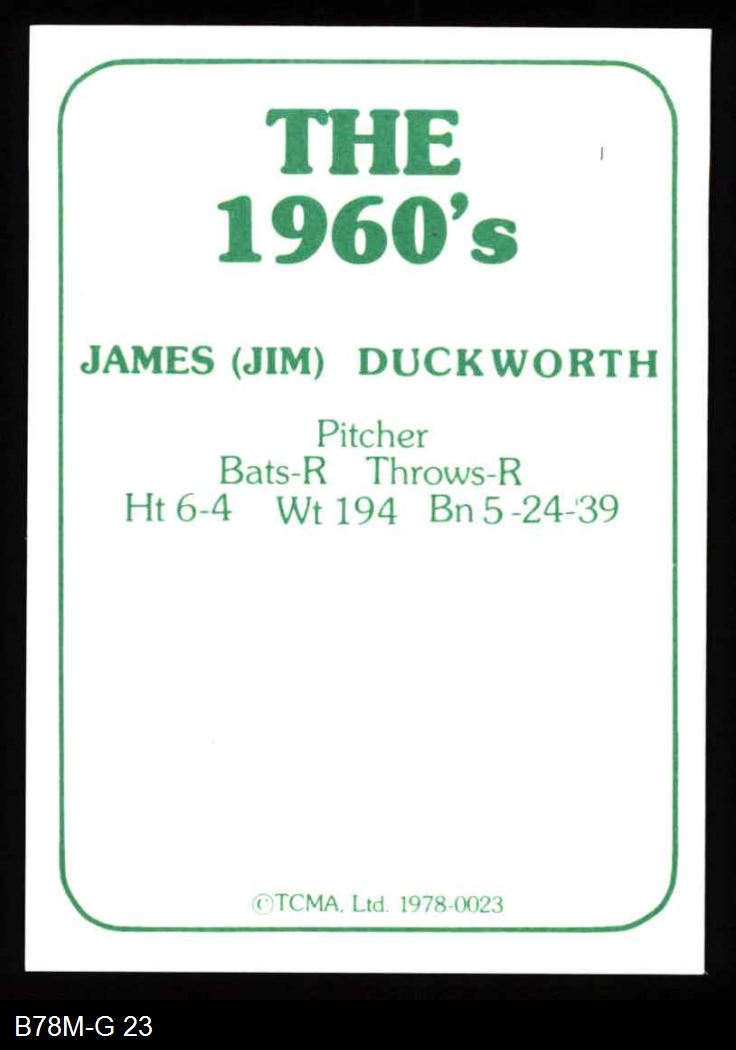 THE
1960's
JAMES (JIM) DUCKWORTH
Pitcher
Bats-R Throws-R
Ht 6-4 Wt 194 Bn 5-24-'39
©TCMA, Ltd. 1978-0023
B78M-G 23